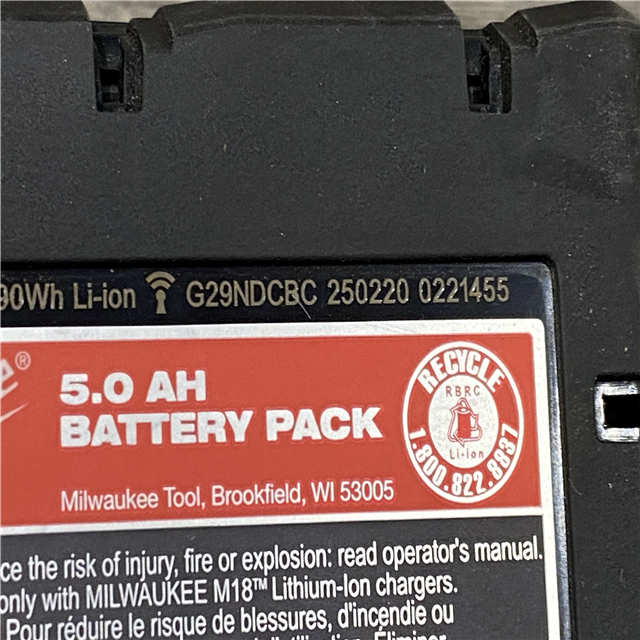 90Wh Li-ion G29NDCBC 250220 0221455
e®
5.0 AH
BATTERY PACK
RECYCLE
RBRC
Li-Ion
1.800.822.8837
Milwaukee Tool, Brookfield, WI 53005
ce the risk of injury, fire or explosion: read operator's manual.
only with MILWAUKEE M18™ Lithium-Ion chargers.
Pour réduire le risque de blessures, d'incendie ou
Éliminer